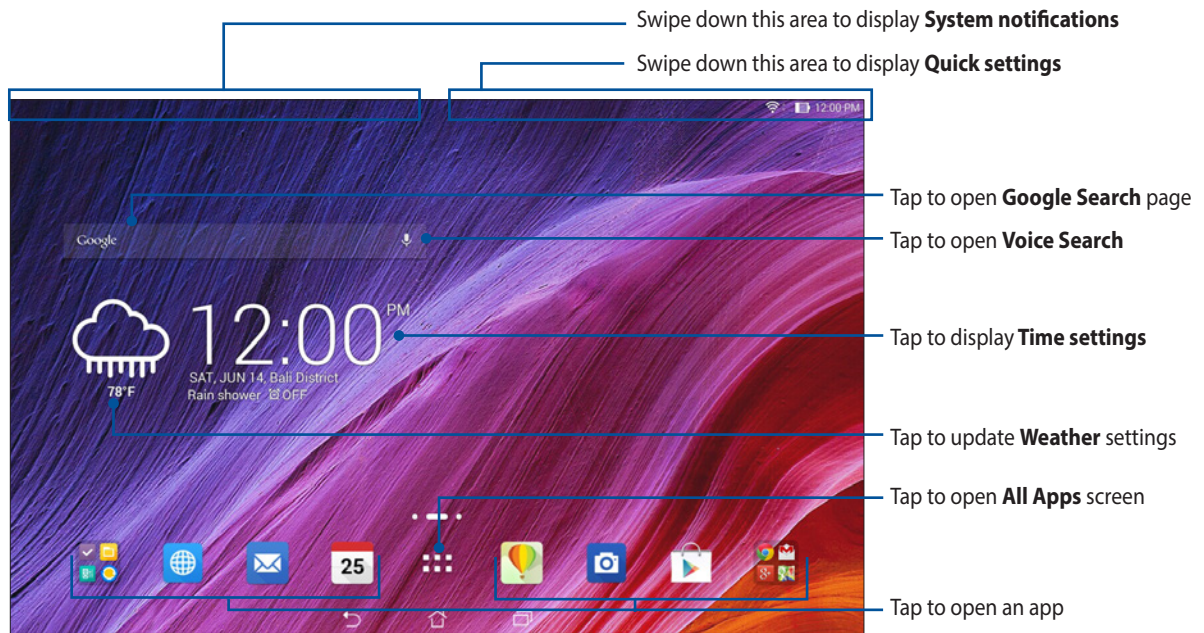 Swipe down this area to display System notifications
Swipe down this area to display Quick settings
12:00 PM
Tap to open Google Search page
Google
Tap to open Voice Search
12:00 PM
Tap to display Time settings
SAT, JUN 14, Bali District
78°F
Rain shower OFF
Tap to update Weather settings
Tap to open All Apps screen
25
Tap to open an app